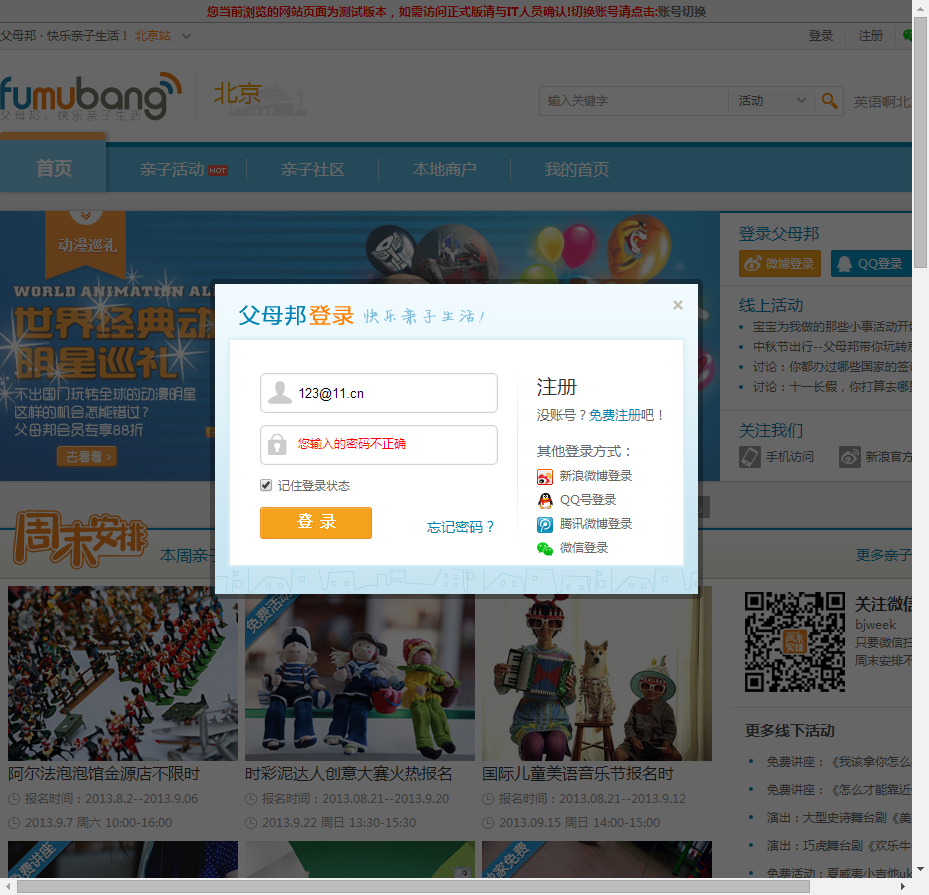 您当前浏览的网站页面为测试版本，如需访问正式版请与IT人员确认!切换账号请点击:账号切换
父母邦 · 快乐亲子生活！ 北京站
登录 注册
fumubang
父母邦，快乐亲子生活
北京
输入关键字 活动 英语啊北
首页 亲子活动 HOT 亲子社区 本地商户 我的首页
动漫巡礼
WORLD ANIMATION AL
世界经典动
明星巡礼
不出国门玩转全球的动漫明星
这样的机会怎能错过?
父母邦会员专享88折
去看看 ›
登录父母邦
微博登录 QQ登录
线上活动
宝宝为我做的那些小事活动开
中秋节出行--父母邦带你玩转
讨论：你都办过哪些国家的签
讨论：十一长假，你打算去哪
关注我们
手机访问 新浪官方
父母邦登录 快乐亲子生活!
×
123@11.cn
您输入的密码不正确
记住登录状态
登 录 忘记密码？
注册
没账号？免费注册吧！
其他登录方式：
新浪微博登录
QQ号登录
腾讯微博登录
微信登录
周末安排
本周亲子
更多亲子
免费活动
阿尔法泡泡馆金源店不限时
报名时间：2013.8.2--2013.9.06
2013.9.7 周六 10:00-16:00
时彩泥达人创意大赛火热报名
报名时间：2013.08.21--2013.9.20
2013.9.22 周日 13:30-15:30
国际儿童美语音乐节报名时
报名时间：2013.08.21--2013.9.12
2013.09.15 周日 14:00-15:00
周末安排
关注微信
bjweek
只要微信扫
周末安排不
更多线下活动
免费讲座：《我该拿你怎么
免费讲座：《怎么才能靠近
演出：大型史诗舞台剧《美
演出：巧虎舞台剧《欢乐牛
免费活动：夏威夷小吉他uk
免费讲座
独家免费